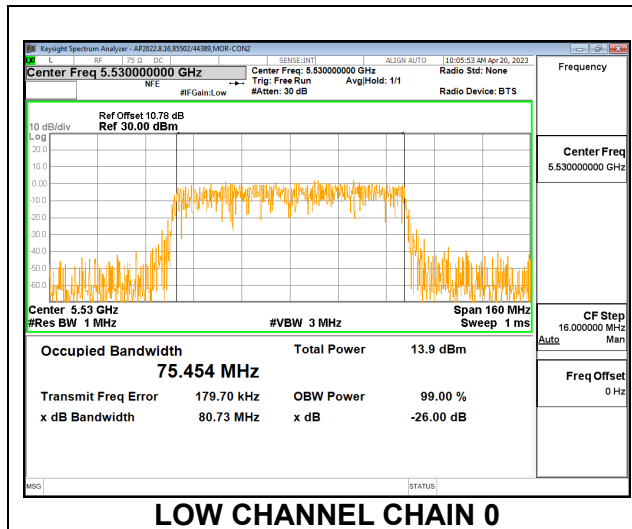 Keysight Spectrum Analyzer - AP2022.8.16,85502/44389,MOR-CON2
L RF 75 Ω DC SENSE:INT ALIGN AUTO 10:05:53 AM Apr 20, 2023
Center Freq 5.530000000 GHz
NFE
#IFGain:Low
Center Freq: 5.530000000 GHz
Trig: Free Run Avg|Hold: 1/1
#Atten: 30 dB
Radio Std: None
Radio Device: BTS
Frequency
Ref Offset 10.78 dB
10 dB/div Ref 30.00 dBm
Log
20.0
10.0
0.00
-10.0
-20.0
-30.0
-40.0
-50.0
-60.0
Center Freq
5.530000000 GHz
Center 5.53 GHz Span 160 MHz
#Res BW 1 MHz #VBW 3 MHz Sweep 1 ms
CF Step
16.000000 MHz
Auto Man
Freq Offset
0 Hz
Occupied Bandwidth Total Power 13.9 dBm
75.454 MHz
Transmit Freq Error 179.70 kHz OBW Power 99.00 %
x dB Bandwidth 80.73 MHz x dB -26.00 dB
MSG STATUS
LOW CHANNEL CHAIN 0